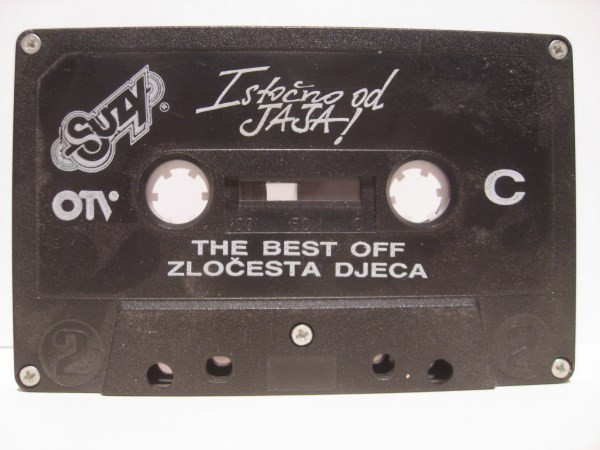 SUZY®
Istočno od
JAJA!
OTV
C
100 50 0
THE BEST OFF
ZLOČESTA DJECA
2 2